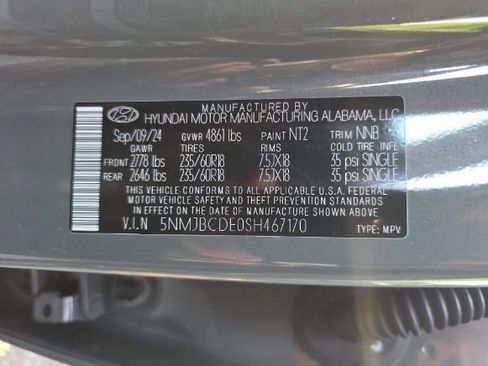 MANUFACTURED BY
HYUNDAI MOTOR MANUFACTURING ALABAMA, LLC
Sep/09/24 GVWR 4861 lbs PAINT NT2 TRIM NNB
GAWR TIRES RIMS COLD TIRE INFL
FRONT 2778 lbs 235/60R18 7.5JX18 35 psi SINGLE
REAR 2646 lbs 235/60R18 7.5JX18 35 psi SINGLE
THIS VEHICLE CONFORMS TO ALL APPLICABLE U.S.A. FEDERAL
MOTOR VEHICLE SAFETY AND THEFT PREVENTION STANDARDS
IN EFFECT ON THE DATE OF MANUFACTURE SHOWN ABOVE.
V.I.N 5NMJBCDE0SH467170
TYPE: MPV